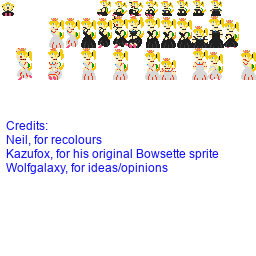 Credits:
Neil, for recolours
Kazufox, for his original Bowsette sprite
Wolfgalaxy, for ideas/opinions